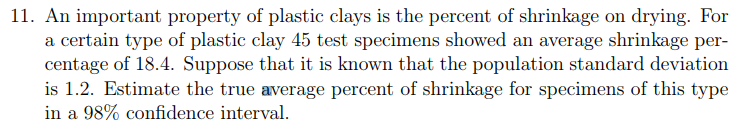 11. An important property of plastic clays is the percent of shrinkage on drying. For
a certain type of plastic clay 45 test specimens showed an average shrinkage per-
centage of 18.4. Suppose that it is known that the population standard deviation
is 1.2. Estimate the true average percent of shrinkage for specimens of this type
in a 98% confidence interval.